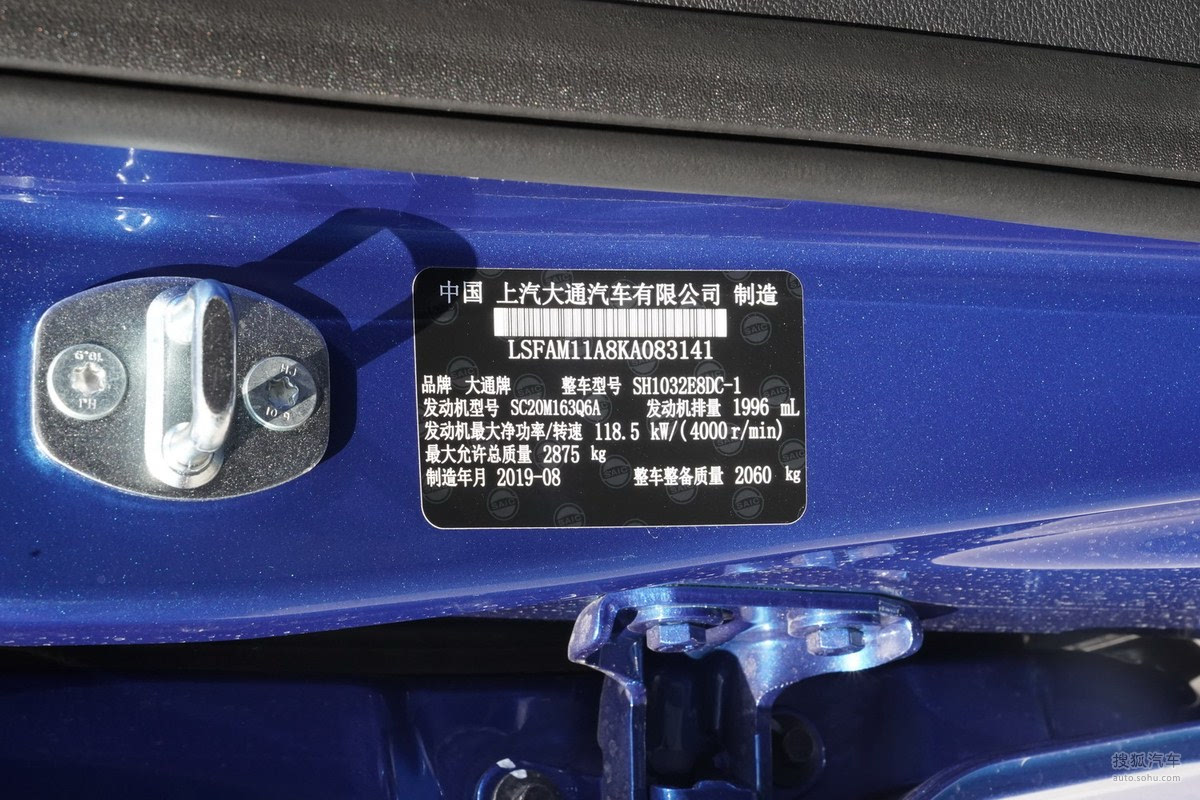 中国 上汽大通汽车有限公司 制造
LSFAM11A8KA083141
品牌 大通牌 整车型号 SH1032E8DC-1
发动机型号 SC20M163Q6A 发动机排量 1996 mL
发动机最大净功率/转速 118.5 kW/(4000r/min)
最大允许总质量 2875 kg
制造年月 2019-08 整车整备质量 2060 kg
SAIC
搜狐汽车
auto.sohu.com